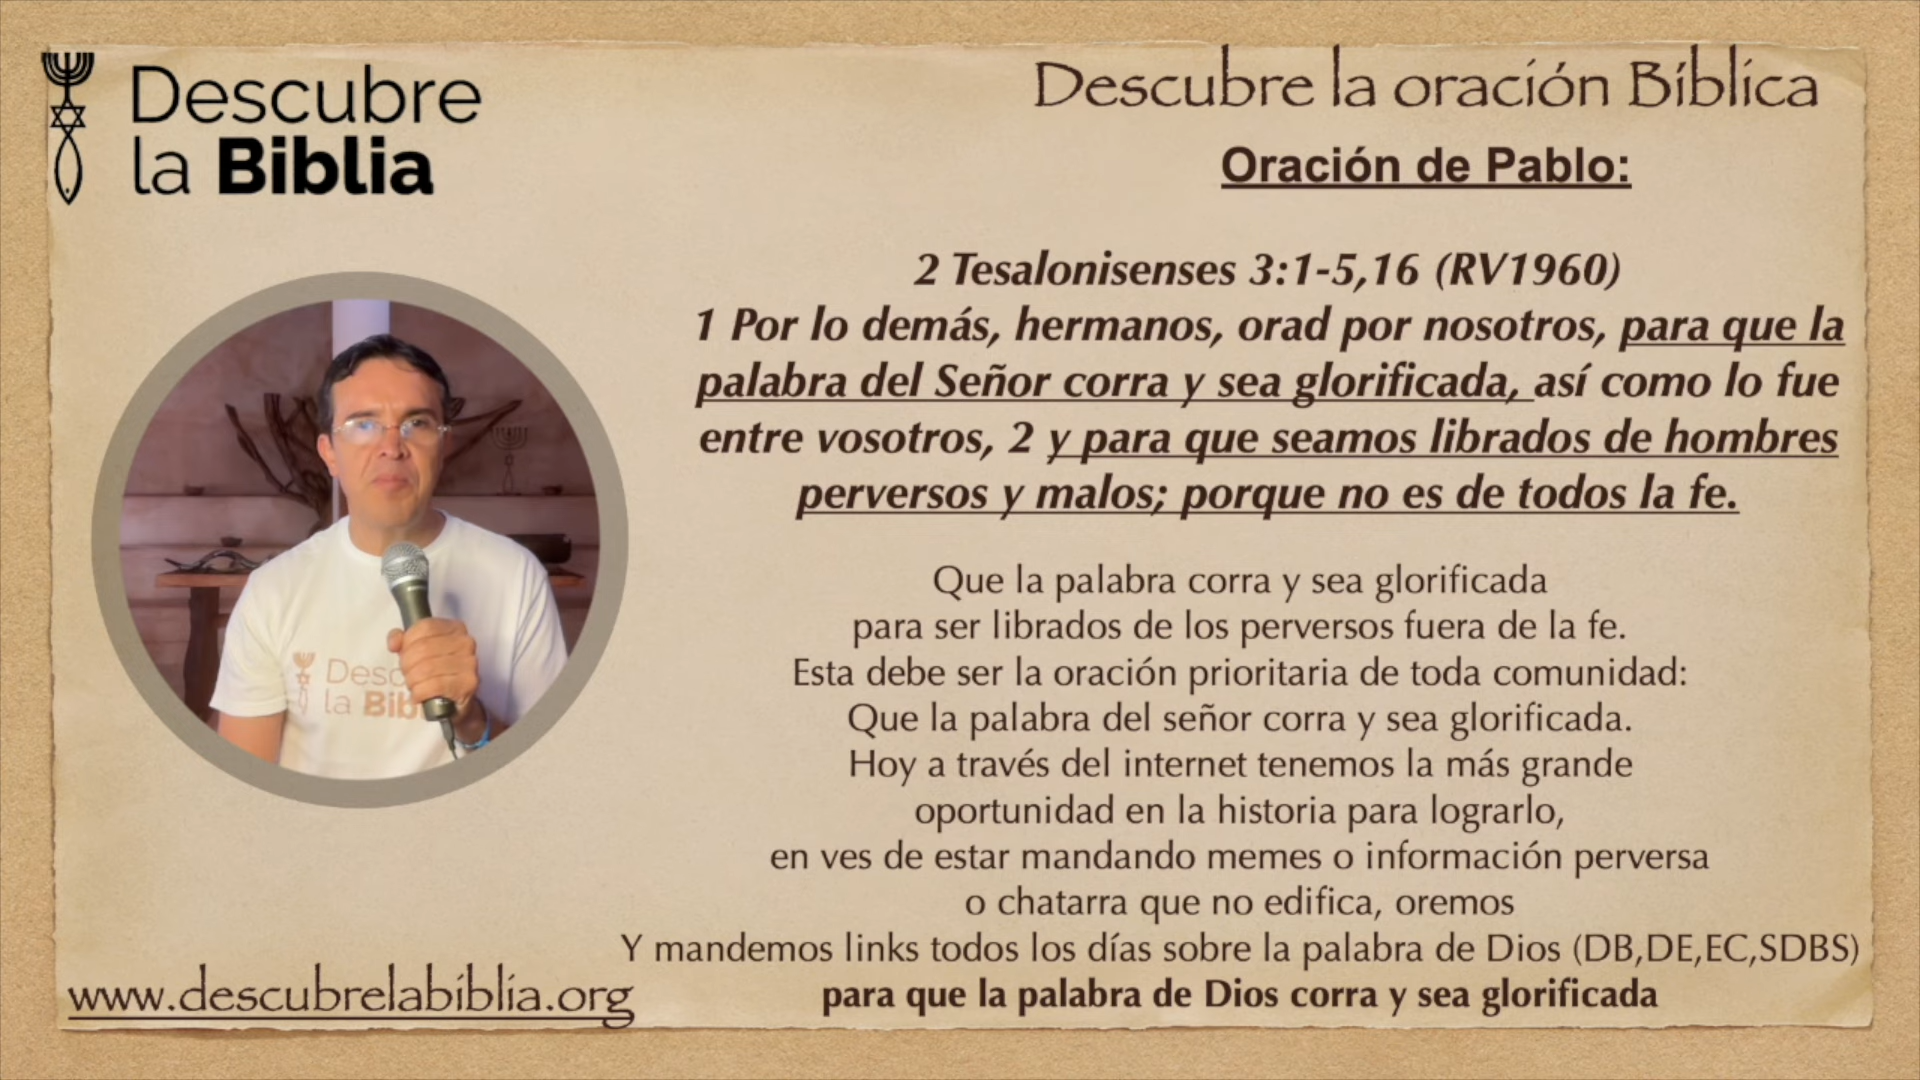 Descubre
la Biblia
Descubre la oración Bíblica
Oración de Pablo:
2 Tesalonisenses 3:1-5,16 (RV1960)
1 Por lo demás, hermanos, orad por nosotros, para que la
palabra del Señor corra y sea glorificada, así como lo fue
entre vosotros, 2 y para que seamos librados de hombres
perversos y malos; porque no es de todos la fe.
Que la palabra corra y sea glorificada
para ser librados de los perversos fuera de la fe.
Esta debe ser la oración prioritaria de toda comunidad:
Que la palabra del señor corra y sea glorificada.
Hoy a través del internet tenemos la más grande
oportunidad en la historia para lograrlo,
en ves de estar mandando memes o información perversa
o chatarra que no edifica, oremos
Y mandemos links todos los días sobre la palabra de Dios (DB,DE,EC,SDBS)
para que la palabra de Dios corra y sea glorificada
Desc
la Bib
www.descubrelabiblia.org